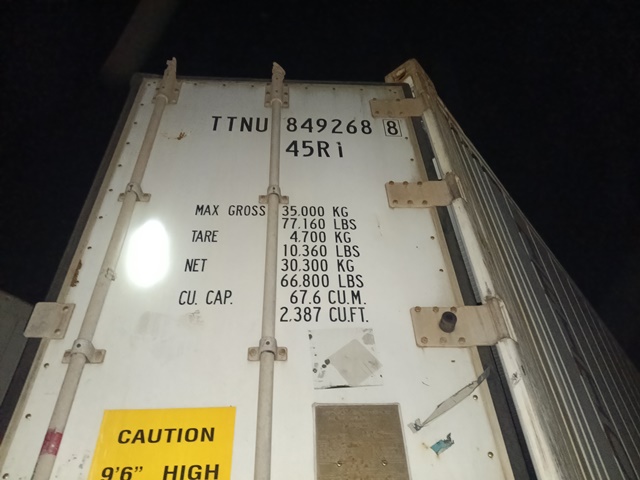 TTNU 849268 8
45Ri
MAX GROSS 35.000 KG
77.160 LBS
TARE 4.700 KG
10.360 LBS
NET 30.300 KG
66.800 LBS
CU. CAP. 67.6 CU.M.
2.387 CU.FT.
CAUTION
9'6" HIGH